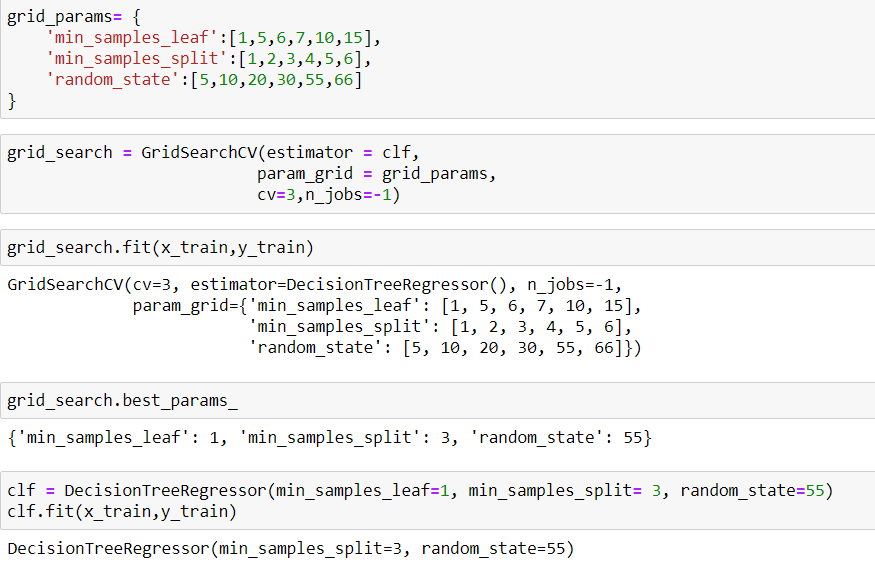 grid_params= {
    'min_samples_leaf':[1,5,6,7,10,15],
    'min_samples_split':[1,2,3,4,5,6],
    'random_state':[5,10,20,30,55,66]
}
grid_search = GridSearchCV(estimator = clf,
                          param_grid = grid_params,
                          cv=3,n_jobs=-1)
grid_search.fit(x_train,y_train)
GridSearchCV(cv=3, estimator=DecisionTreeRegressor(), n_jobs=-1,
             param_grid={'min_samples_leaf': [1, 5, 6, 7, 10, 15],
                         'min_samples_split': [1, 2, 3, 4, 5, 6],
                         'random_state': [5, 10, 20, 30, 55, 66]})
grid_search.best_params_
{'min_samples_leaf': 1, 'min_samples_split': 3, 'random_state': 55}
clf = DecisionTreeRegressor(min_samples_leaf=1, min_samples_split= 3, random_state=55)
clf.fit(x_train,y_train)
DecisionTreeRegressor(min_samples_split=3, random_state=55)